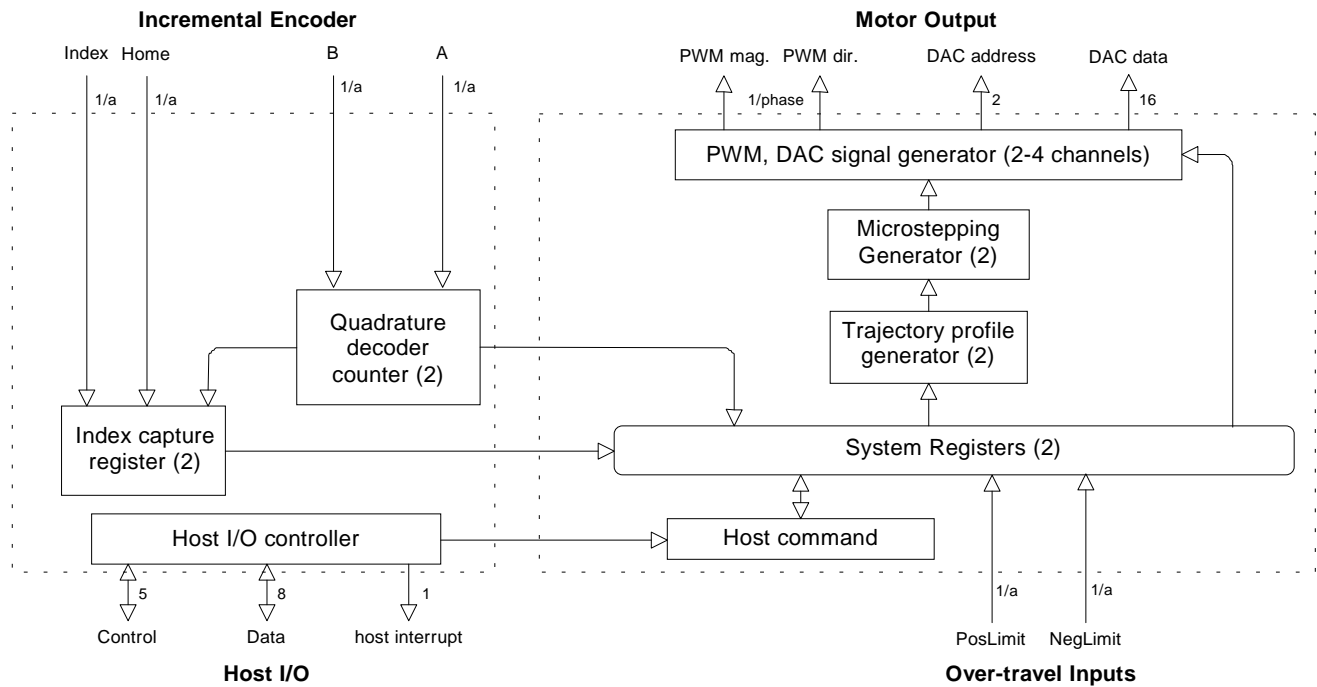 Incremental Encoder
Motor Output
Index
Home
B
A
PWM mag.
PWM dir.
DAC address
DAC data
1/a
1/a
1/a
1/a
1/phase
2
16
PWM, DAC signal generator (2-4 channels)
Microstepping
Generator (2)
Quadrature
decoder
counter (2)
Trajectory profile
generator (2)
Index capture
register (2)
System Registers (2)
Host I/O controller
Host command
5
8
1
1/a
1/a
Control
Data
host interrupt
PosLimit
NegLimit
Host I/O
Over-travel Inputs